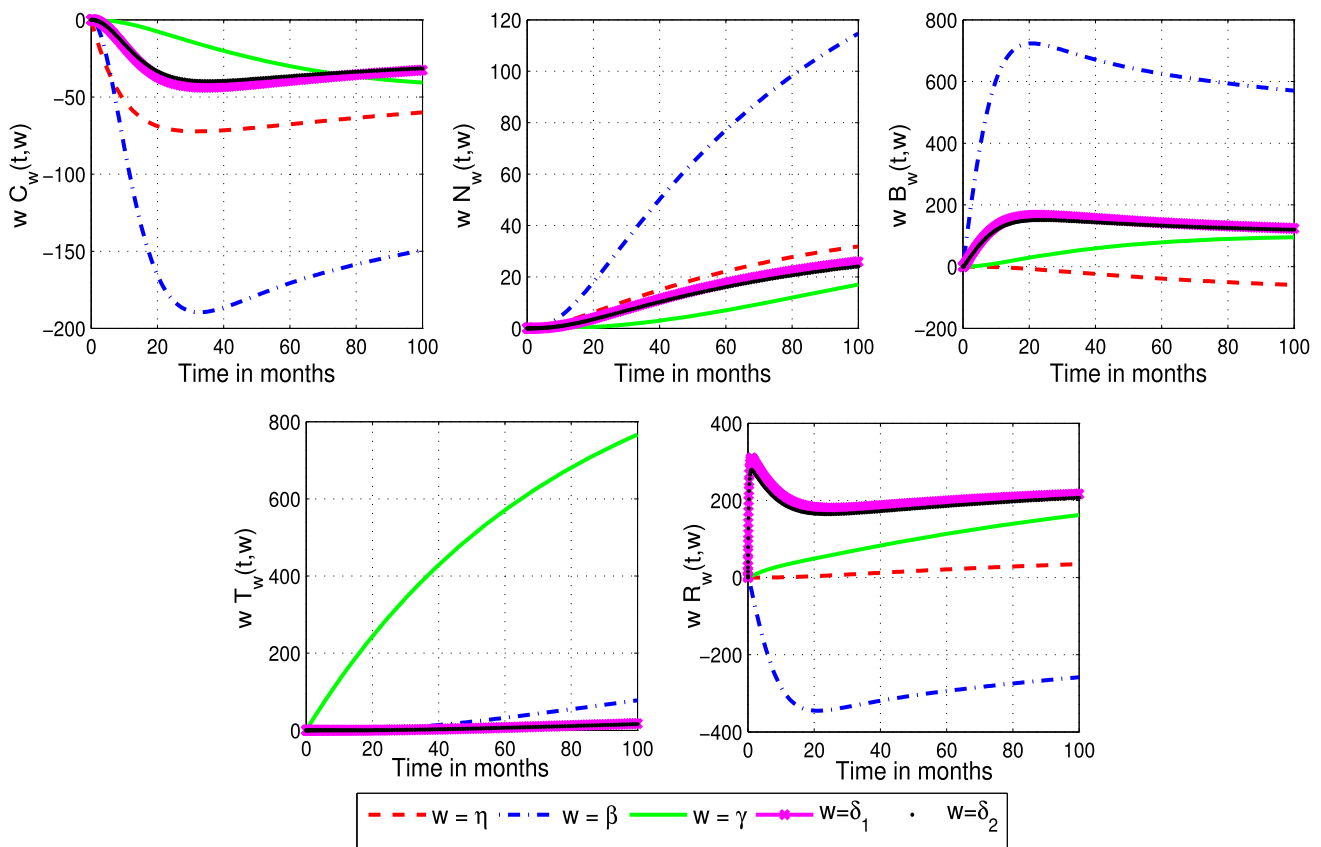 0
−50
−100
−150
−200
w C_w(t,w)
0 20 40 60 80 100
Time in months
120
100
80
60
40
20
0
w N_w(t,w)
0 20 40 60 80 100
Time in months
800
600
400
200
0
−200
w B_w(t,w)
0 20 40 60 80 100
Time in months
800
600
400
200
0
w T_w(t,w)
0 20 40 60 80 100
Time in months
400
200
0
−200
−400
w R_w(t,w)
0 20 40 60 80 100
Time in months
w = η w = β w = γ w=δ_1 w=δ_2